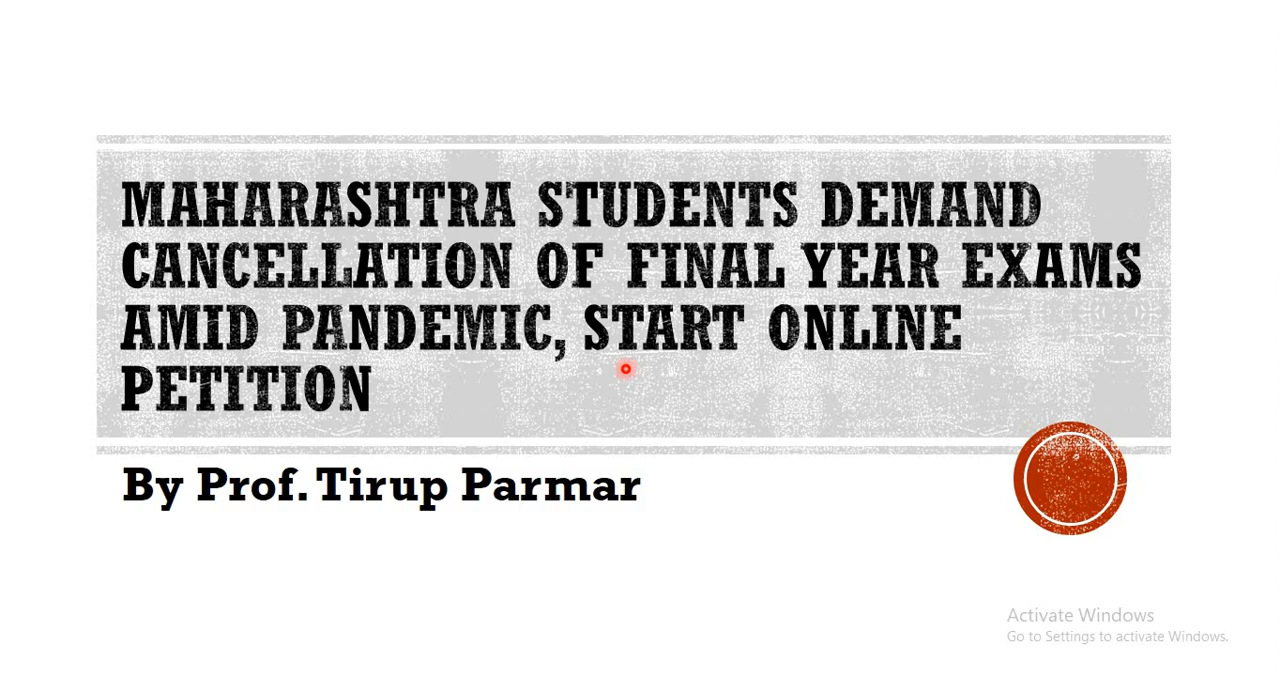 MAHARASHTRA STUDENTS DEMAND
CANCELLATION OF FINAL YEAR EXAMS
AMID PANDEMIC, START ONLINE
PETITION
By Prof. Tirup Parmar
Activate Windows
Go to Settings to activate Windows.